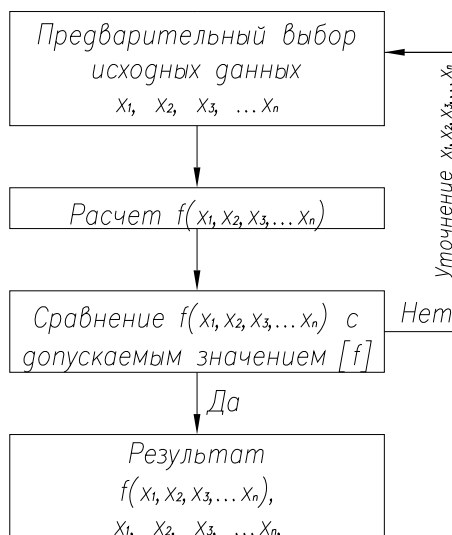 Предварительный выбор
исходных данных
x₁, x₂, x₃, ...xₙ
Расчет f(x₁,x₂,x₃,...xₙ)
Сравнение f(x₁,x₂,x₃,...xₙ) с
допускаемым значением [f]
Нет
Уточнение x₁,x₂,x₃,...xₙ
Да
Результат
f(x₁,x₂,x₃,...xₙ),
x₁, x₂, x₃, ...xₙ.